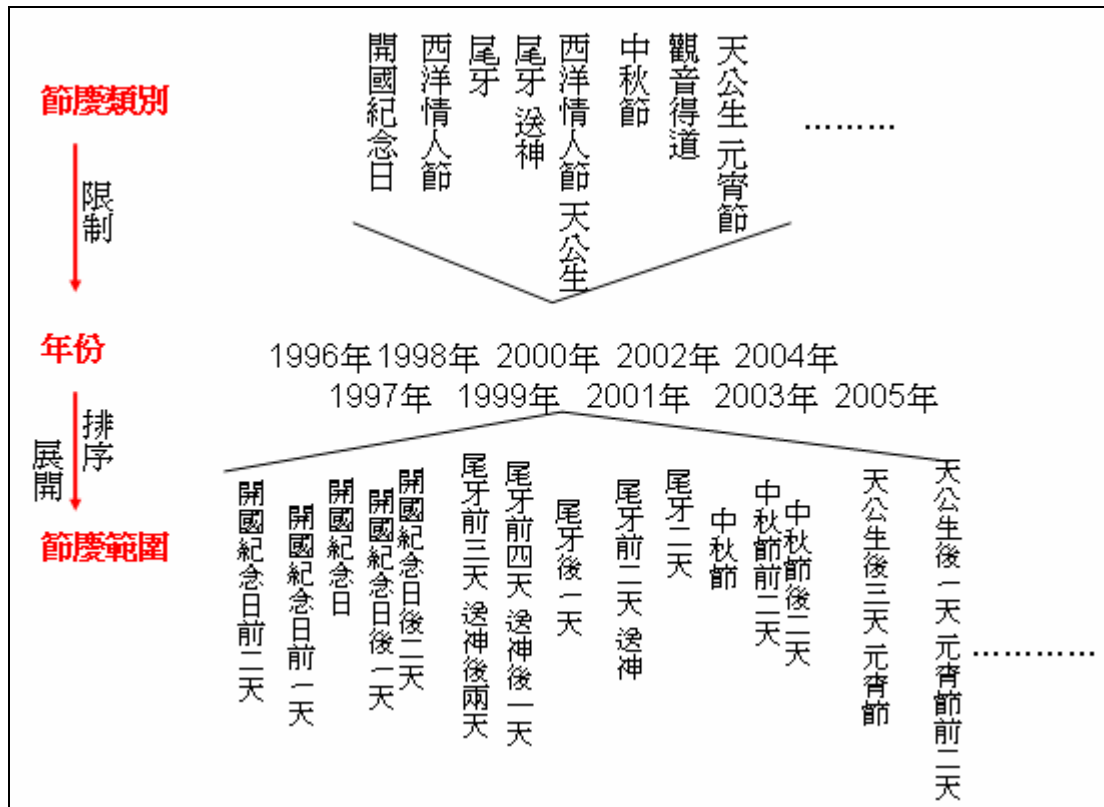 節慶類別
限制
開國紀念日
西洋情人節
尾牙
尾牙 送神
西洋情人節 天公生
中秋節
觀音得道
天公生 元宵節
………
年份
1996年 1998年 2000年 2002年 2004年
1997年 1999年 2001年 2003年 2005年
展開
排序
節慶範圍
開國紀念日前二天
開國紀念日前一天
開國紀念日
開國紀念日後一天
開國紀念日後二天
尾牙前三天 送神後兩天
尾牙前四天 送神後一天
尾牙後一天
尾牙前二天 送神
尾牙二天
中秋節
中秋節前二天
中秋節後二天
天公生後三天 元宵節
天公生後一天 元宵節前二天
…………